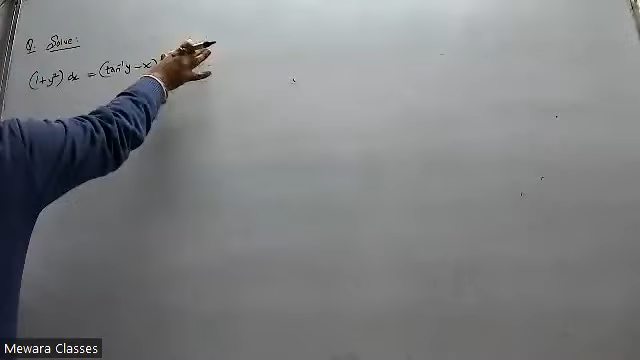 Q. Solve:
(1+y²) dx = (tan⁻¹y - x)
Mewara Classes